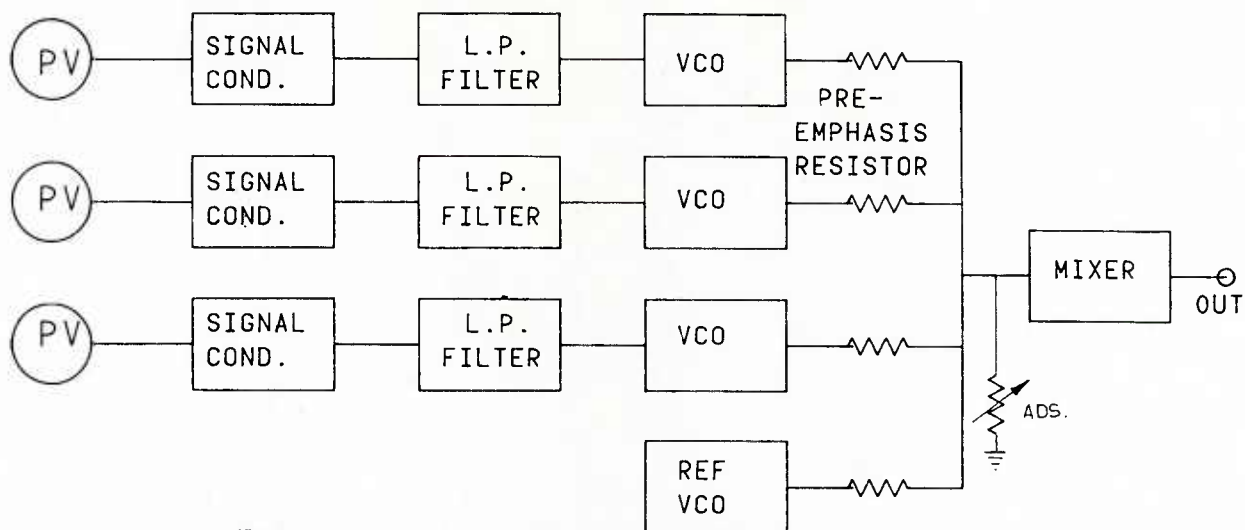 PV
SIGNAL
COND.
L.P.
FILTER
VCO
PRE-
EMPHASIS
RESISTOR
PV
SIGNAL
COND.
L.P.
FILTER
VCO
MIXER
OUT
PV
SIGNAL
COND.
L.P.
FILTER
VCO
ADS.
REF
VCO